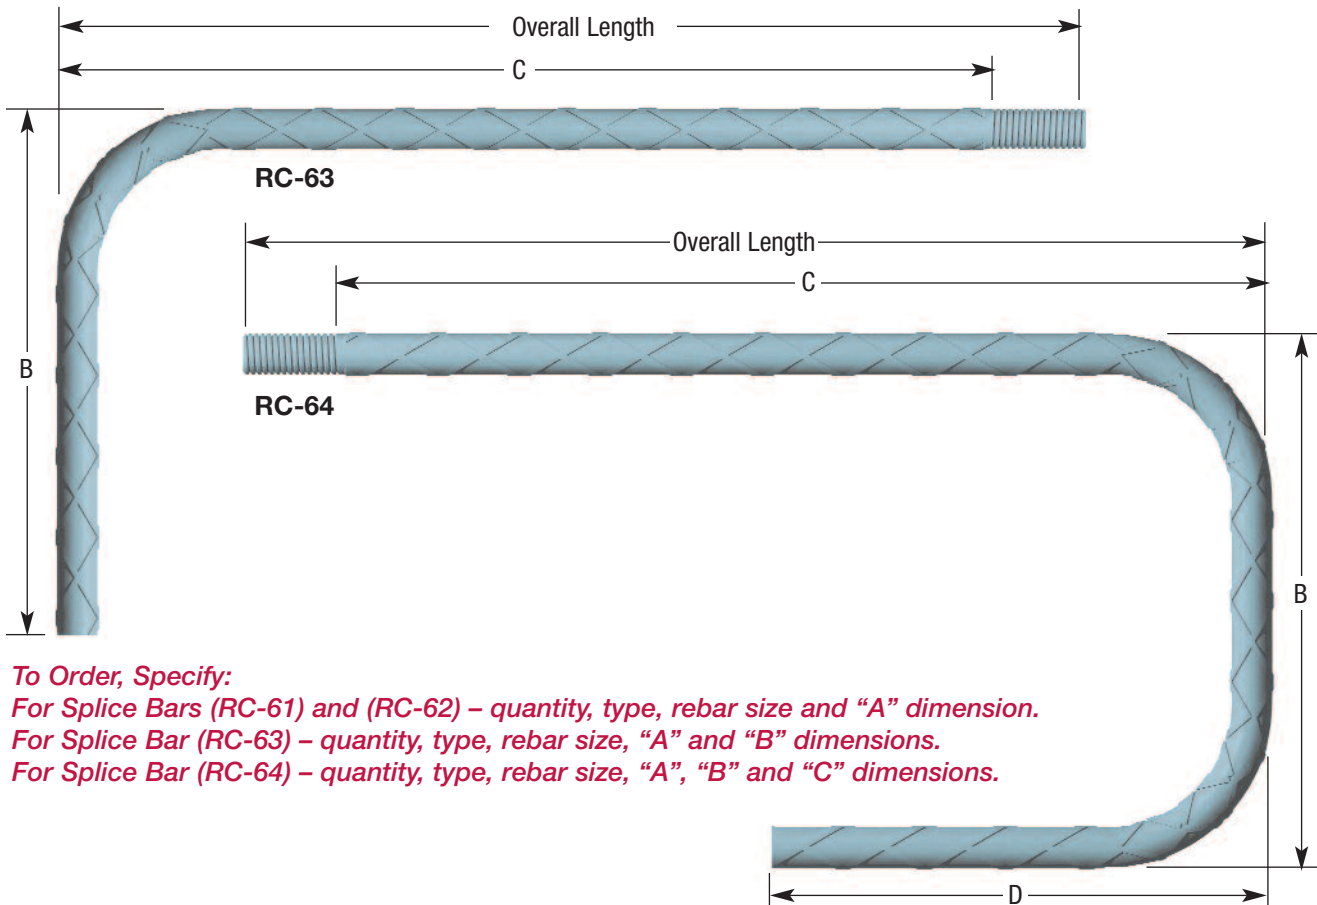 Overall Length
C
RC-63
Overall Length
C
B
RC-64
B
To Order, Specify:
For Splice Bars (RC-61) and (RC-62) – quantity, type, rebar size and “A” dimension.
For Splice Bar (RC-63) – quantity, type, rebar size, “A” and “B” dimensions.
For Splice Bar (RC-64) – quantity, type, rebar size, “A”, “B” and “C” dimensions.
D